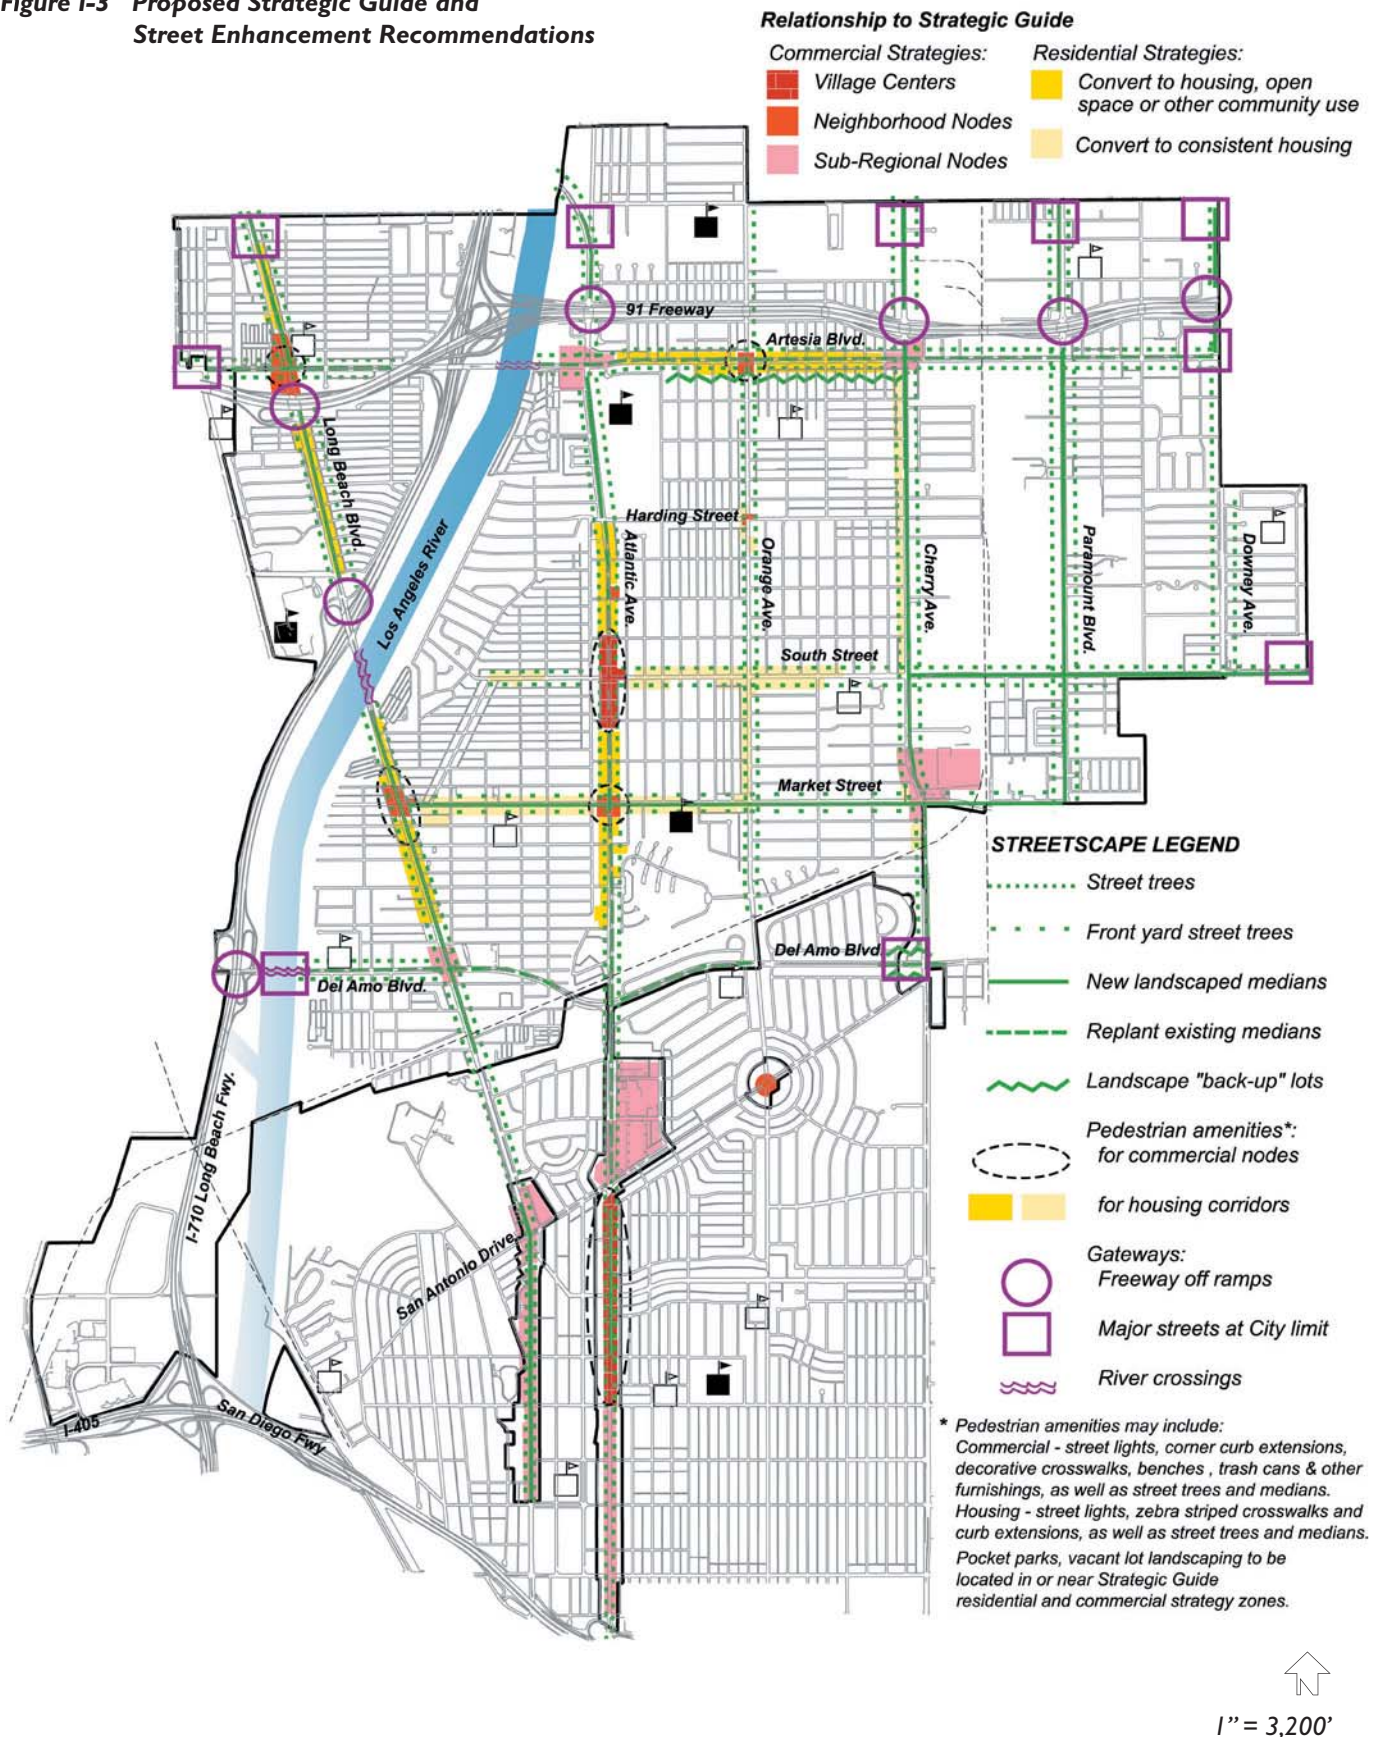 Figure I-3 Proposed Strategic Guide and
Street Enhancement Recommendations
Relationship to Strategic Guide
Commercial Strategies:
Village Centers
Neighborhood Nodes
Sub-Regional Nodes
Residential Strategies:
Convert to housing, open
space or other community use
Convert to consistent housing
91 Freeway
Artesia Blvd.
Long Beach Blvd.
Los Angeles River
Harding Street
Atlantic Ave.
Orange Ave.
Cherry Ave.
Paramount Blvd.
Downey Ave.
South Street
Market Street
Del Amo Blvd.
Del Amo Blvd.
I-710 Long Beach Fwy.
San Antonio Drive
I-405
San Diego Fwy
STREETSCAPE LEGEND
Street trees
Front yard street trees
New landscaped medians
Replant existing medians
Landscape "back-up" lots
Pedestrian amenities*:
for commercial nodes
for housing corridors
Gateways:
Freeway off ramps
Major streets at City limit
River crossings
* Pedestrian amenities may include:
Commercial - street lights, corner curb extensions,
decorative crosswalks, benches , trash cans & other
furnishings, as well as street trees and medians.
Housing - street lights, zebra striped crosswalks and
curb extensions, as well as street trees and medians.
Pocket parks, vacant lot landscaping to be
located in or near Strategic Guide
residential and commercial strategy zones.
N
1” = 3,200’